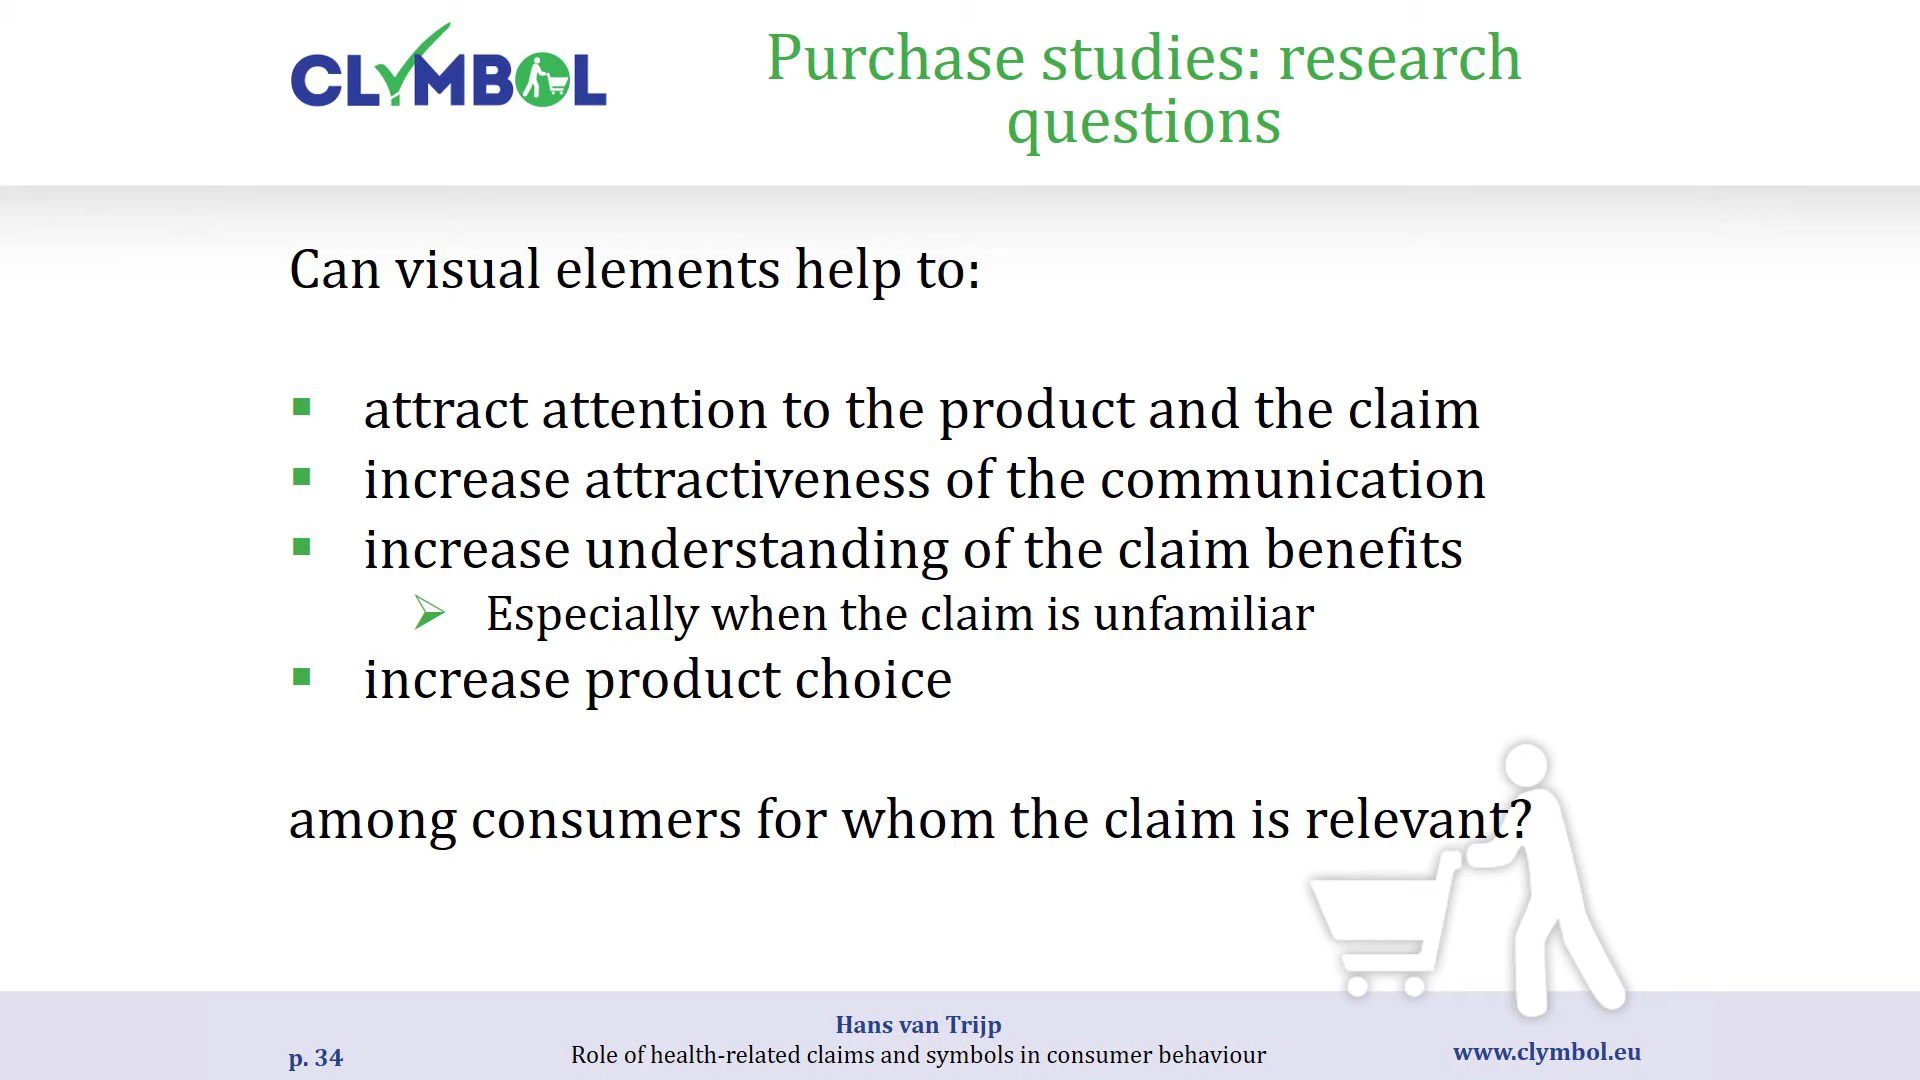 CLYMBOL
Purchase studies: research
questions
Can visual elements help to:
▪ attract attention to the product and the claim
▪ increase attractiveness of the communication
▪ increase understanding of the claim benefits
➢ Especially when the claim is unfamiliar
▪ increase product choice
among consumers for whom the claim is relevant?
p. 34
Hans van Trijp
Role of health-related claims and symbols in consumer behaviour
www.clymbol.eu